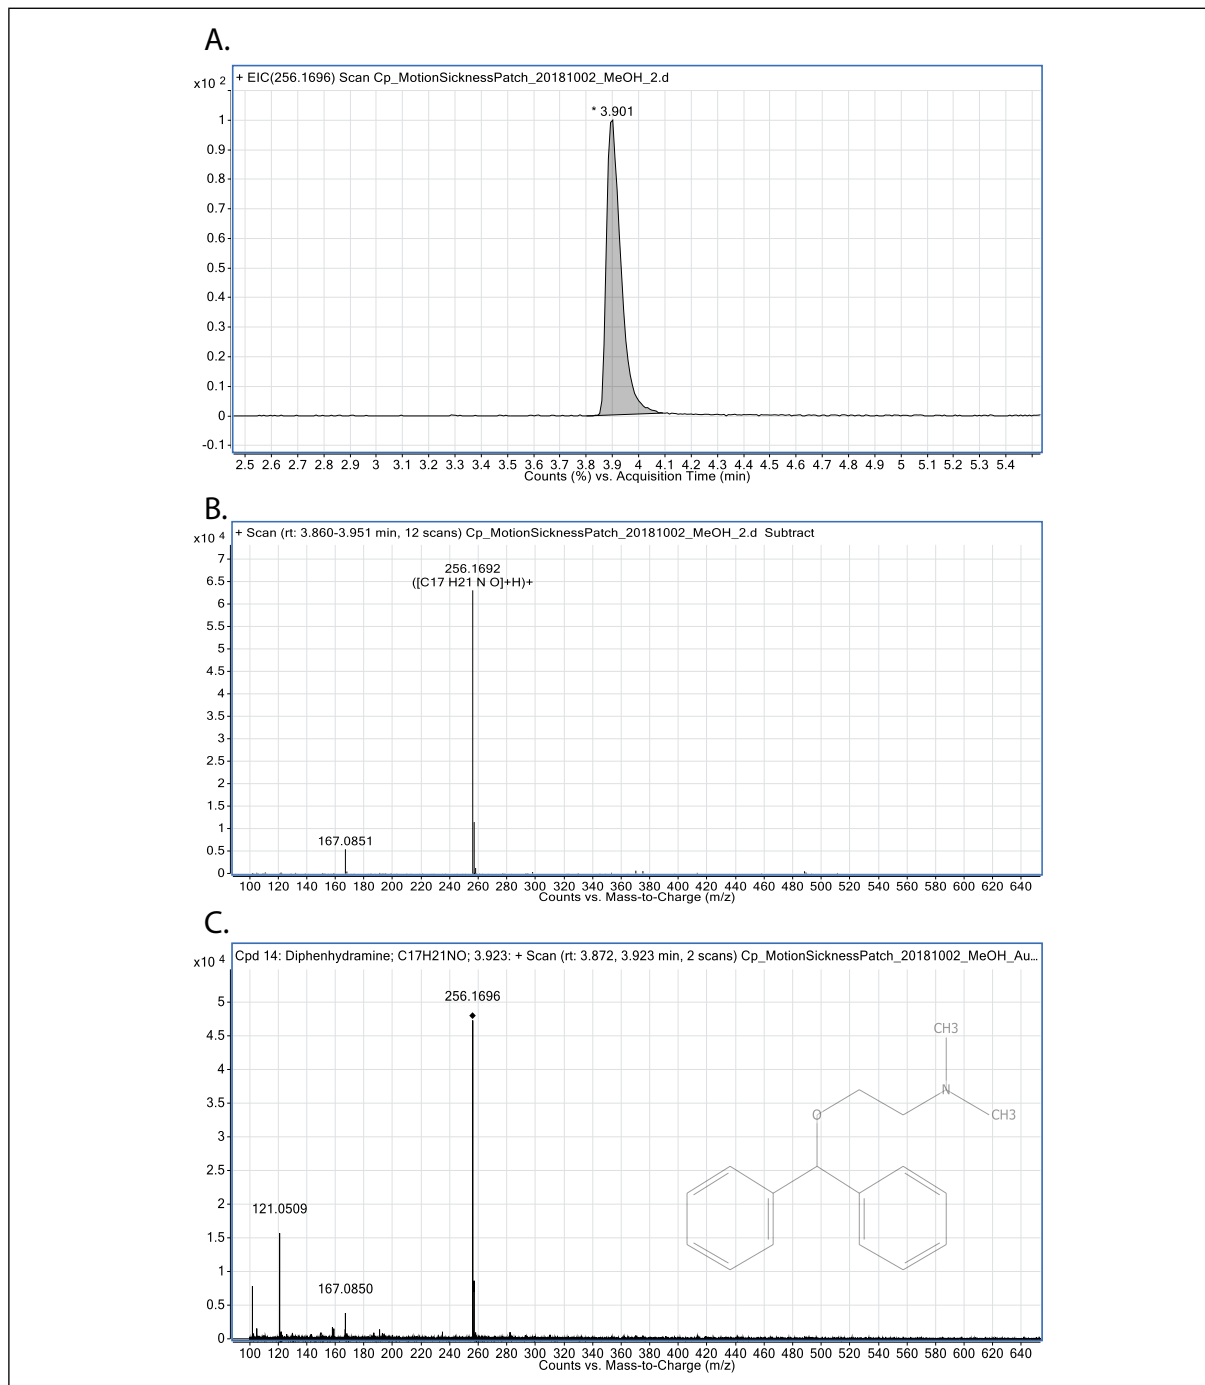 A.
+ EIC(256.1696) Scan Cp_MotionSicknessPatch_20181002_MeOH_2.d
x10 2
* 3.901
1
0.9
0.8
0.7
0.6
0.5
0.4
0.3
0.2
0.1
0
-0.1
2.5 2.6 2.7 2.8 2.9 3 3.1 3.2 3.3 3.4 3.5 3.6 3.7 3.8 3.9 4 4.1 4.2 4.3 4.4 4.5 4.6 4.7 4.8 4.9 5 5.1 5.2 5.3 5.4
Counts (%) vs. Acquisition Time (min)
B.
+ Scan (rt: 3.860-3.951 min, 12 scans) Cp_MotionSicknessPatch_20181002_MeOH_2.d Subtract
x10 4
7
256.1692
6.5
([C17 H21 N O]+H)+
6
5.5
5
4.5
4
3.5
3
2.5
2
1.5
1
167.0851
0.5
0
100 120 140 160 180 200 220 240 260 280 300 320 340 360 380 400 420 440 460 480 500 520 540 560 580 600 620 640
Counts vs. Mass-to-Charge (m/z)
C.
Cpd 14: Diphenhydramine; C17H21NO; 3.923: + Scan (rt: 3.872, 3.923 min, 2 scans) Cp_MotionSicknessPatch_20181002_MeOH_Au...
x10 4
256.1696
5
4.5
4
3.5
3
2.5
2
1.5
1
0.5
0
CH3
N
O
CH3
121.0509
167.0850
100 120 140 160 180 200 220 240 260 280 300 320 340 360 380 400 420 440 460 480 500 520 540 560 580 600 620 640
Counts vs. Mass-to-Charge (m/z)